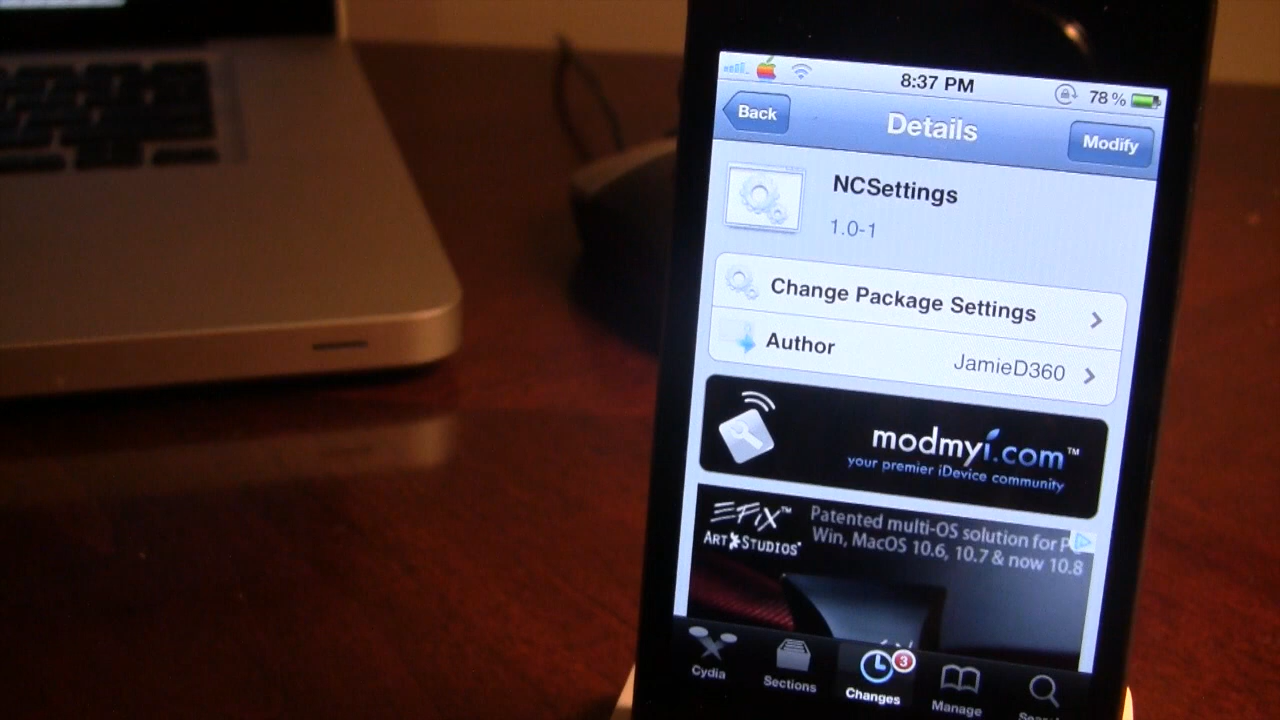 8:37 PM
78%
Back
Details
Modify
NCSettings
1.0-1
Change Package Settings
Author
JamieD360
modmyi.com™
your premier iDevice community
EFiX™
ART STUDIOS
Patented multi-OS solution for
Win, MacOS 10.6, 10.7 & now 10.8
Cydia
Sections
3
Changes
Manage